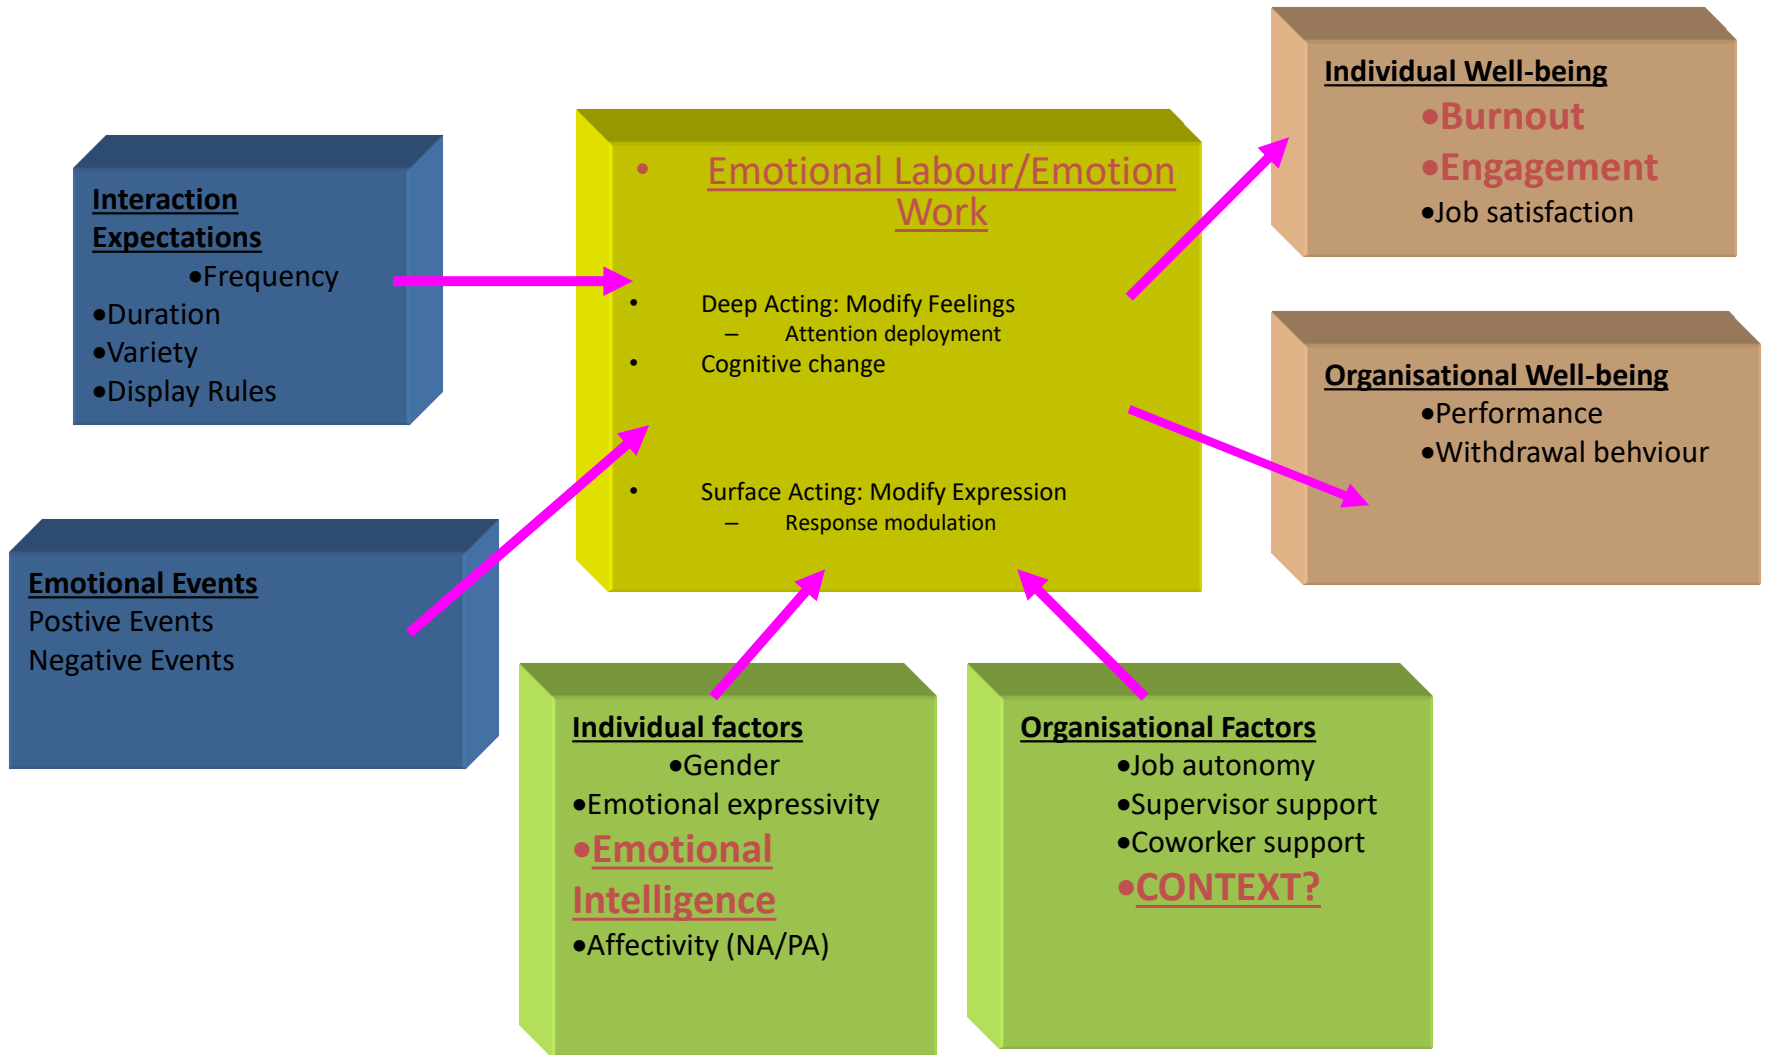 Interaction
Expectations
•Frequency
•Duration
•Variety
•Display Rules
Emotional Events
Postive Events
Negative Events
• Emotional Labour/Emotion
Work
• Deep Acting: Modify Feelings
– Attention deployment
• Cognitive change
• Surface Acting: Modify Expression
– Response modulation
Individual Well-being
•Burnout
•Engagement
•Job satisfaction
Organisational Well-being
•Performance
•Withdrawal behviour
Individual factors
•Gender
•Emotional expressivity
•Emotional
Intelligence
•Affectivity (NA/PA)
Organisational Factors
•Job autonomy
•Supervisor support
•Coworker support
•CONTEXT?